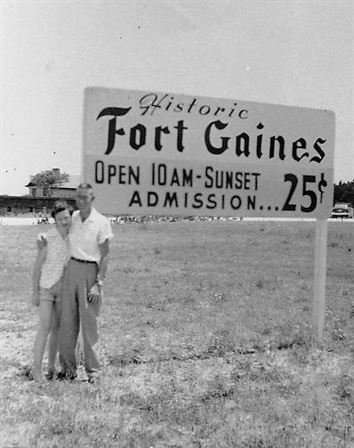 Historic
Fort Gaines
OPEN 10AM-SUNSET
ADMISSION... 25¢